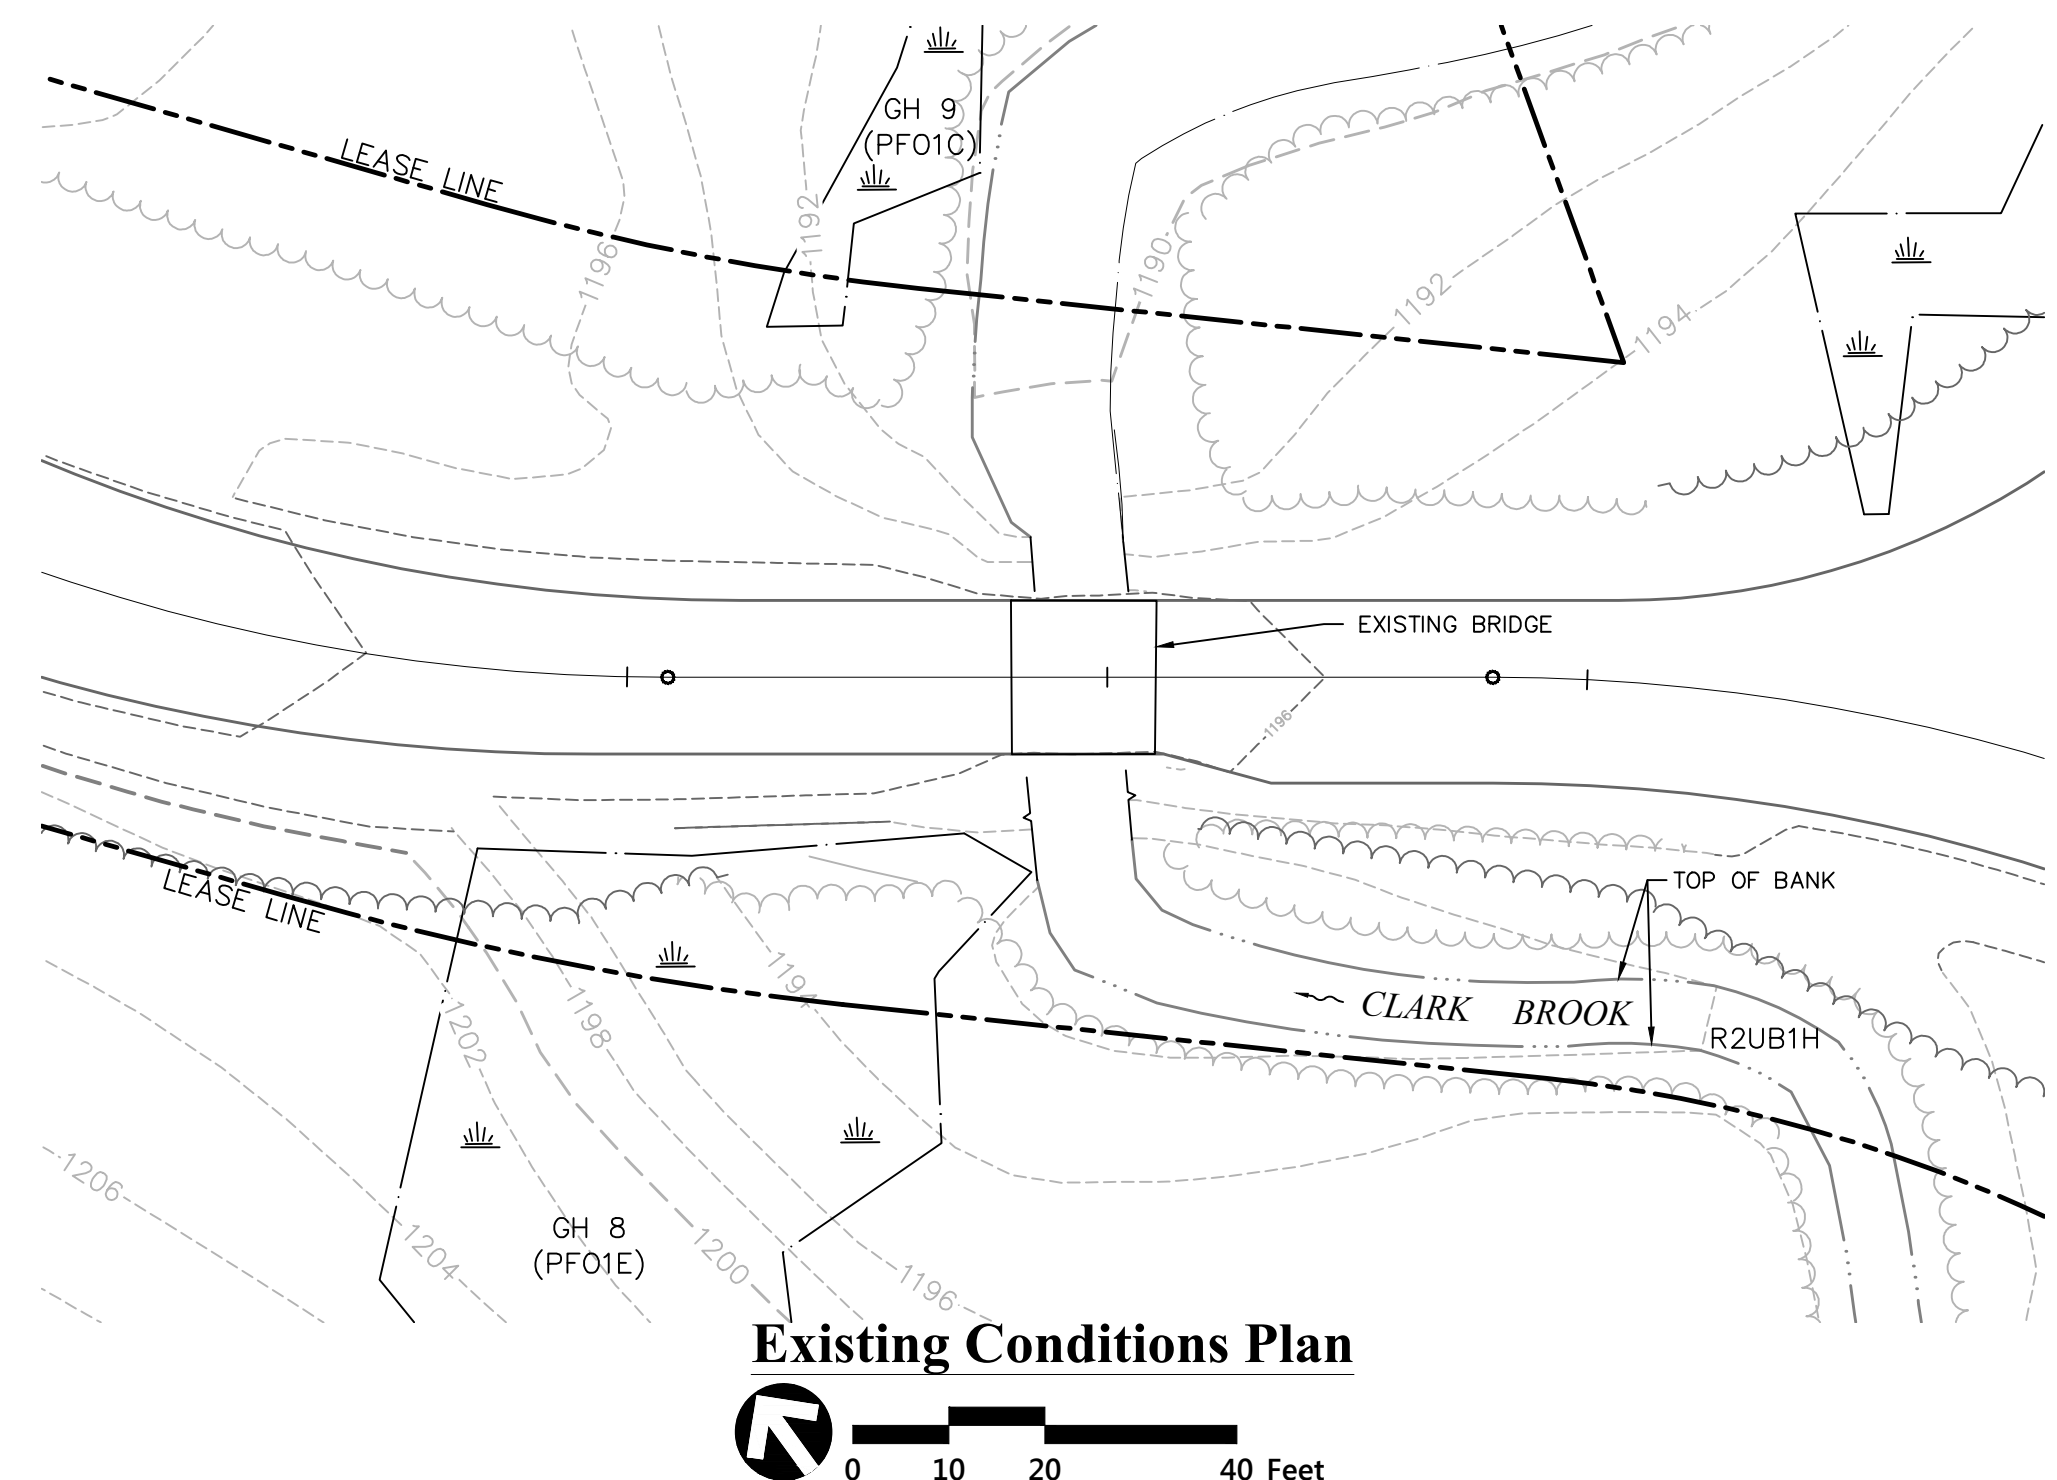 GH 9
(PFO1C)
LEASE LINE
1192
1196
1190
1192
1194
EXISTING BRIDGE
1196
LEASE LINE
TOP OF BANK
1194
1198
1202
CLARK BROOK
R2UB1H
1206
1204
GH 8
(PFO1E)
1200
1196
Existing Conditions Plan
0 10 20 40 Feet